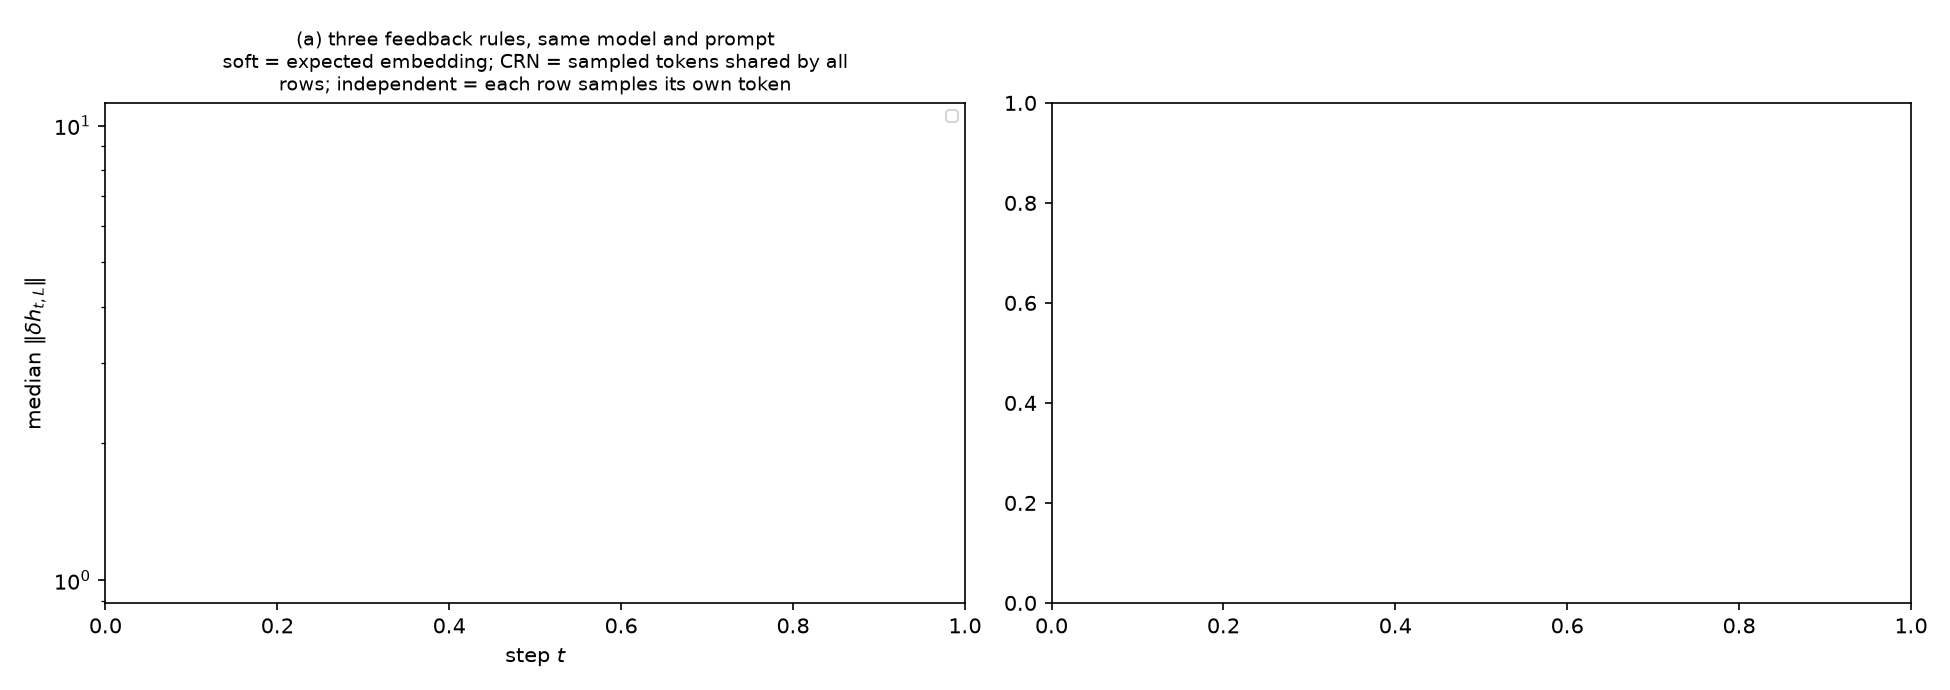 (a) three feedback rules, same model and prompt
soft = expected embedding; CRN = sampled tokens shared by all
rows; independent = each row samples its own token
10¹
10⁰
median ‖δhₜ,L‖
0.0 0.2 0.4 0.6 0.8 1.0
step t
1.0
0.8
0.6
0.4
0.2
0.0
0.0 0.2 0.4 0.6 0.8 1.0